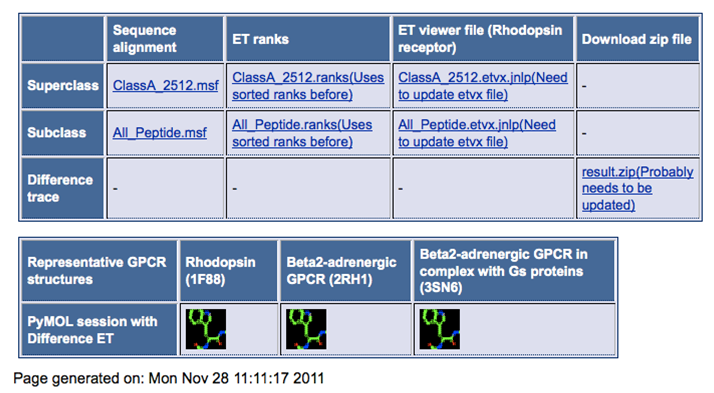 Sequence alignment
ET ranks
ET viewer file (Rhodopsin receptor)
Download zip file
Superclass
ClassA_2512.msf
ClassA_2512.ranks(Uses sorted ranks before)
ClassA_2512.etvx.jnlp(Need to update etvx file)
-
Subclass
All_Peptide.msf
All_Peptide.ranks(Uses sorted ranks before)
All_Peptide.etvx.jnlp(Need to update etvx file)
-
Difference trace
-
-
-
result.zip(Probably needs to be updated)
Representative GPCR structures
Rhodopsin (1F88)
Beta2-adrenergic GPCR (2RH1)
Beta2-adrenergic GPCR in complex with Gs proteins (3SN6)
PyMOL session with Difference ET
Page generated on: Mon Nov 28 11:11:17 2011